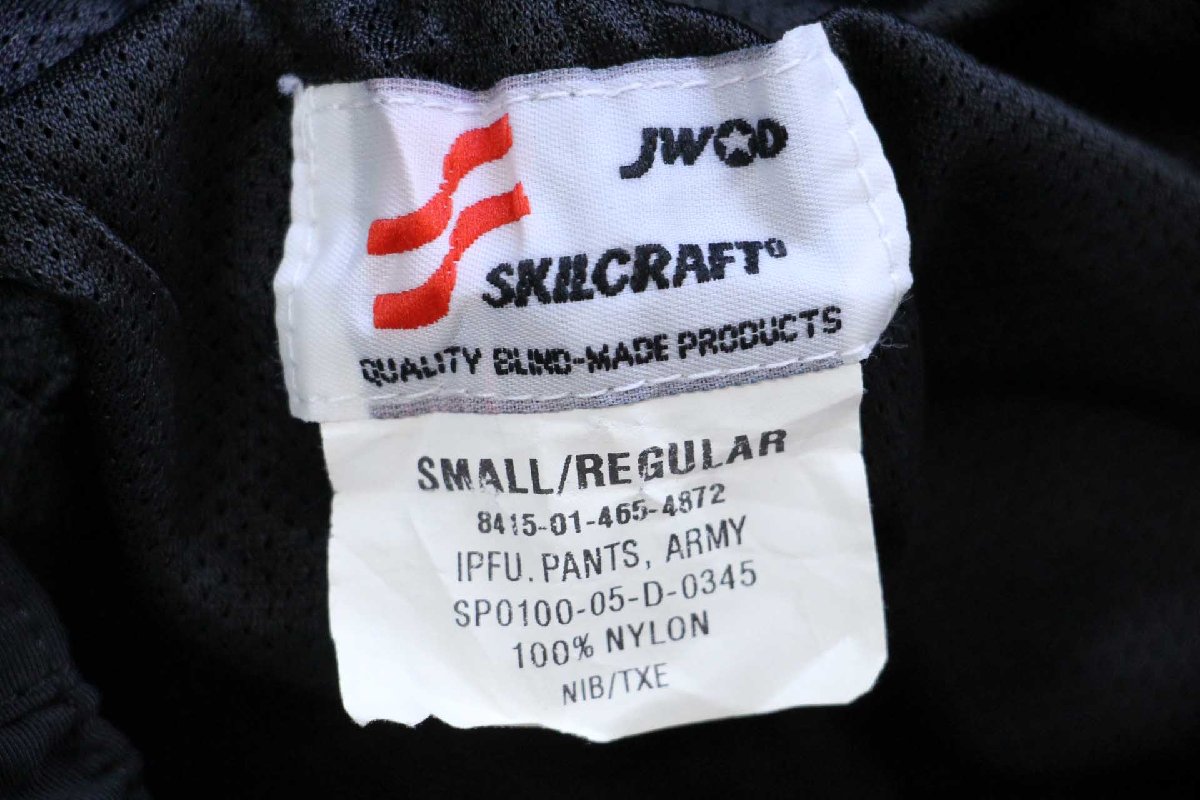 JWOD
SKILCRAFT®
QUALITY BLIND-MADE PRODUCTS
SMALL/REGULAR
8415-01-465-4872
IPFU. PANTS, ARMY
SP0100-05-D-0345
100% NYLON
NIB/TXE